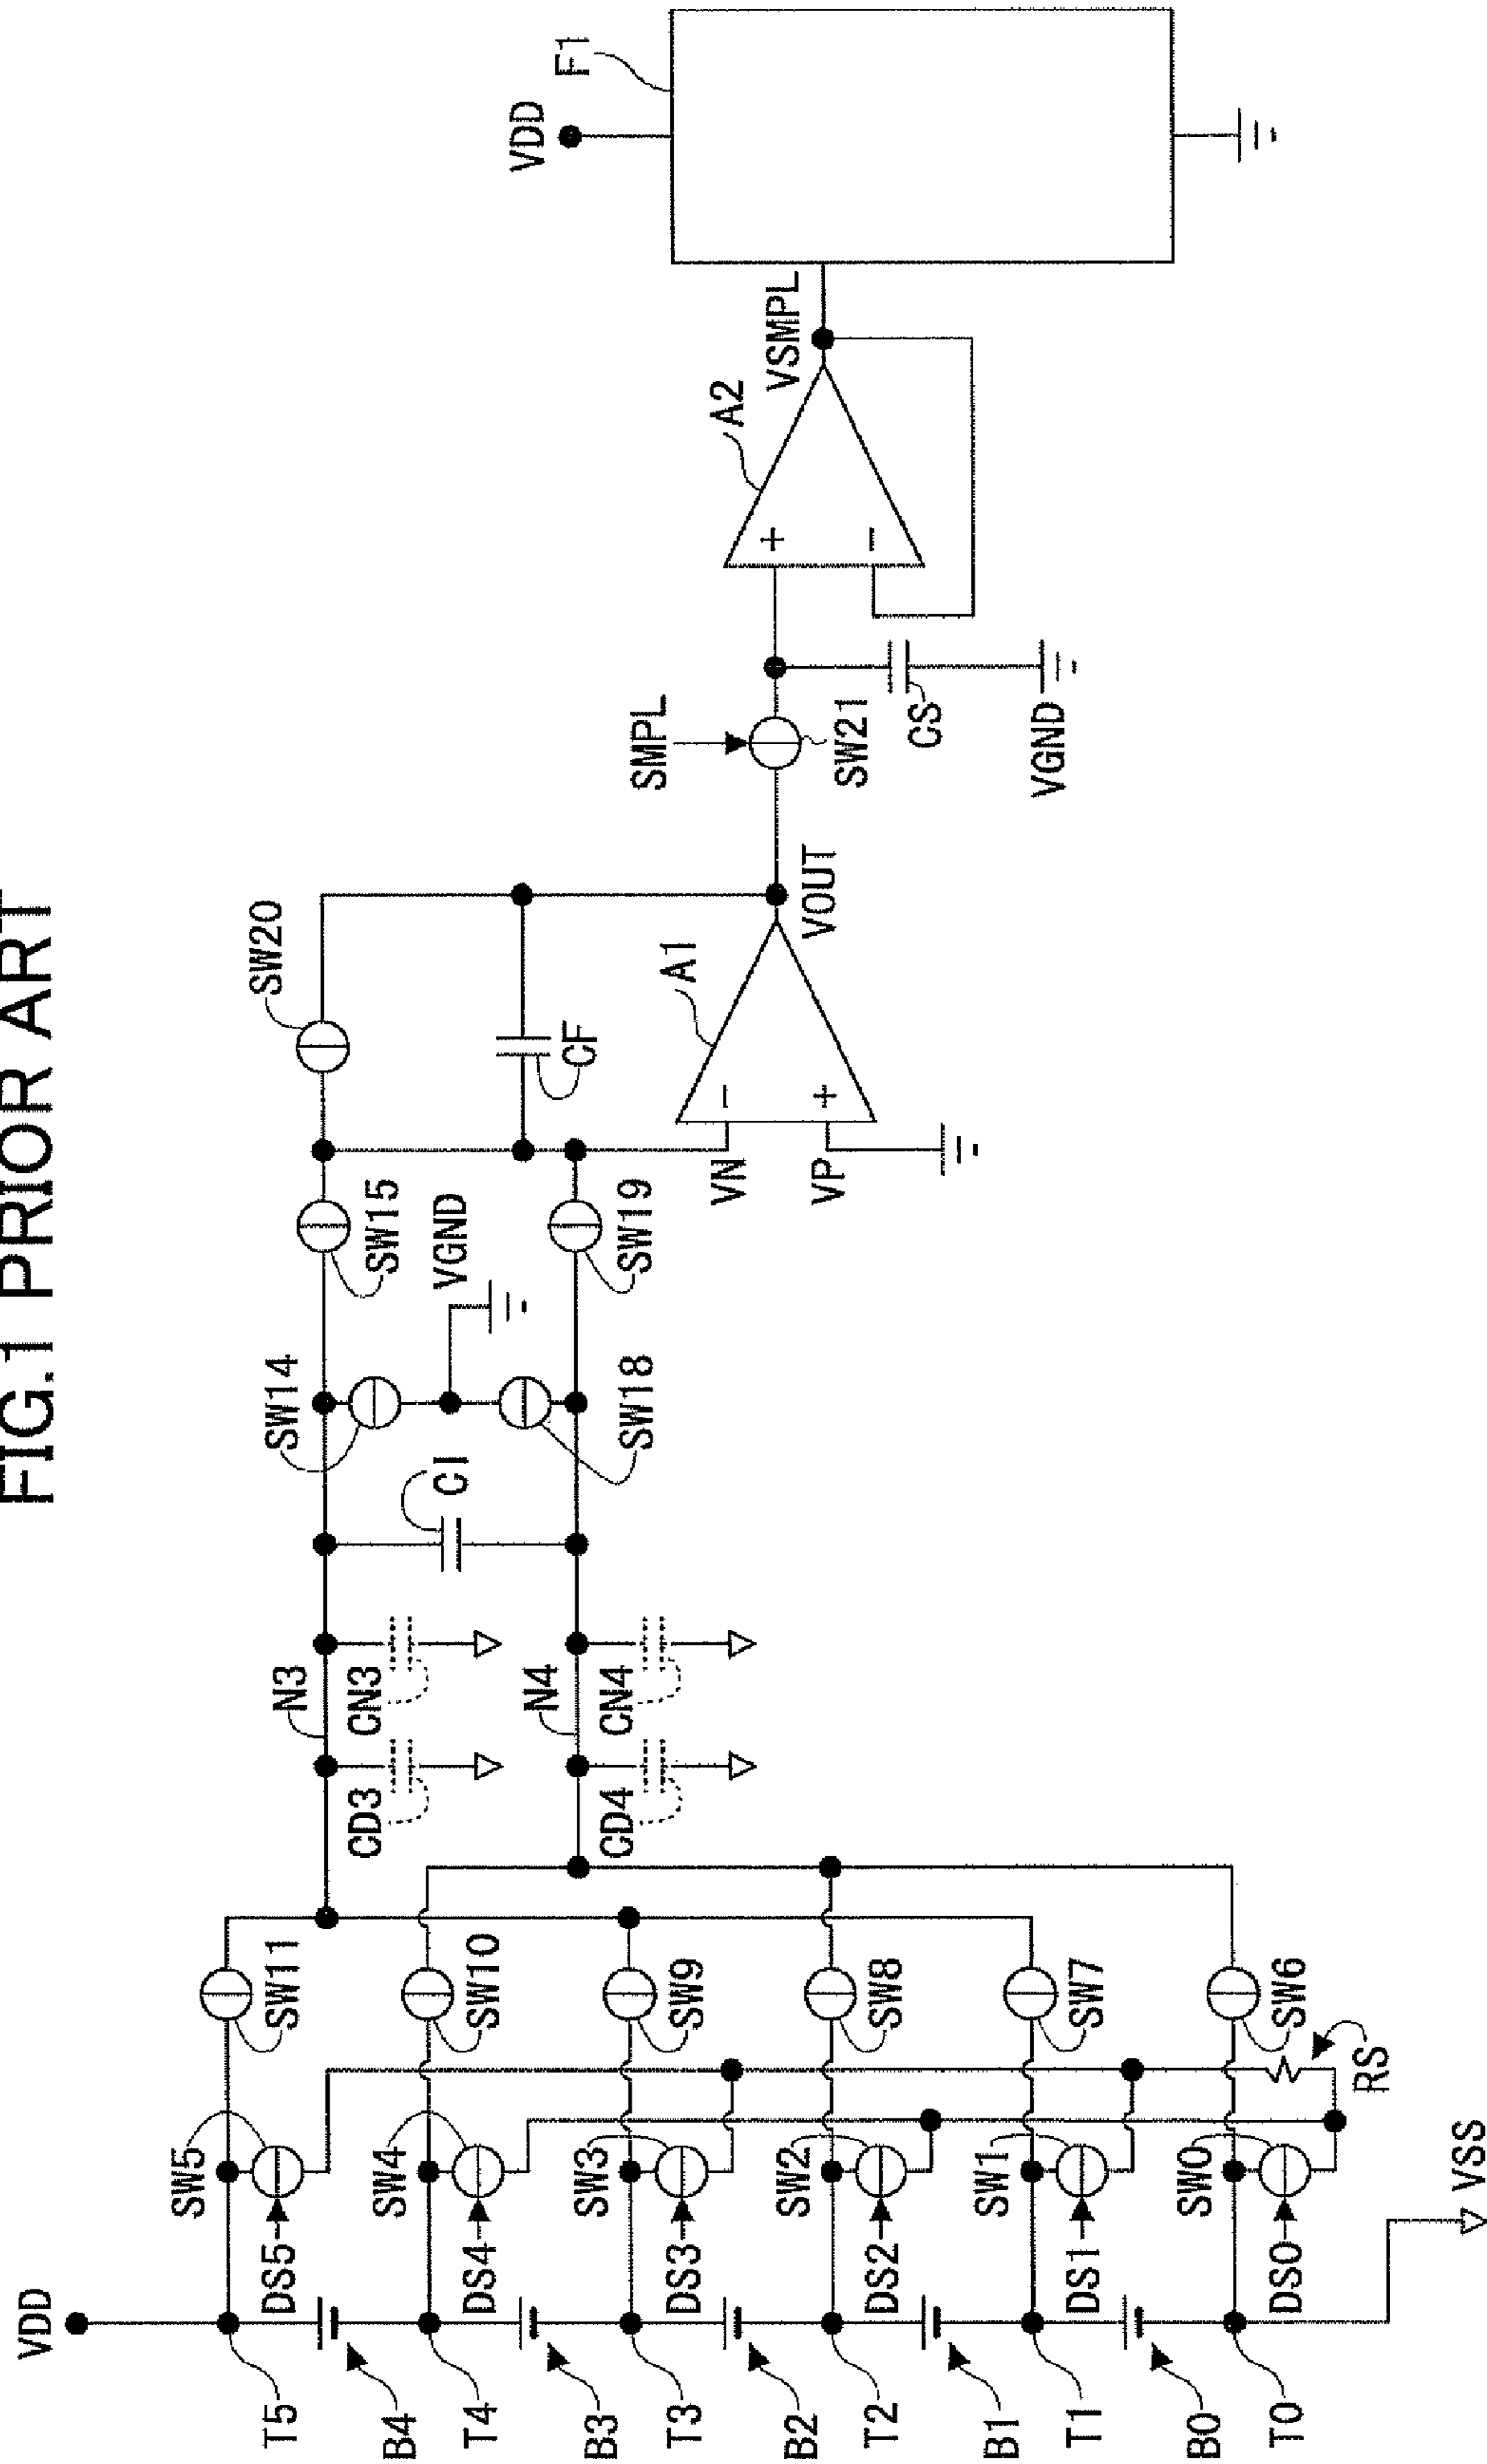 FIG.1 PRIOR ART
VDD
T5
B4
T4
B3
T3
B2
T2
B1
T1
B0
T0
VSS
DS5
DS4
DS3
DS2
DS1
DS0
SW5
SW4
SW3
SW2
SW1
SW0
RS
SW11
SW10
SW9
SW8
SW7
SW6
CD3
CD4
N3
CN3
N4
CN4
CI
SW14
SW18
VGND
SW15
SW19
VN
VP
SW20
CF
A1
−
+
VOUT
SMPL
SW21
CS
VGND
A2
+
−
VSMPL
VDD
F1